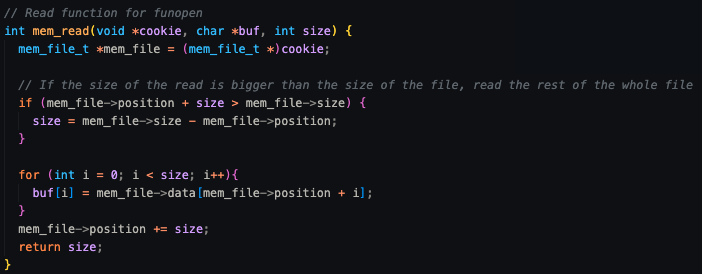 // Read function for funopen
int mem_read(void *cookie, char *buf, int size) {
  mem_file_t *mem_file = (mem_file_t *)cookie;

  // If the size of the read is bigger than the size of the file, read the rest of the whole file
  if (mem_file->position + size > mem_file->size) {
    size = mem_file->size - mem_file->position;
  }

  for (int i = 0; i < size; i++){
    buf[i] = mem_file->data[mem_file->position + i];
  }
  mem_file->position += size;
  return size;
}